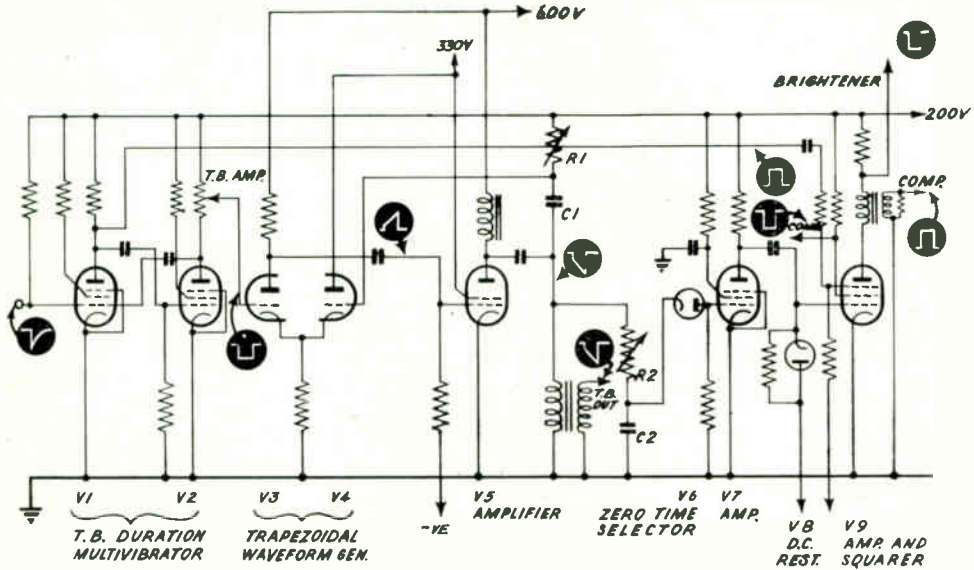 600V
330V
BRIGHTENER
200V
R1
T.B. AMP.
COMP.
C1
COMP.
R2
T.B.
OUT
C2
V1
V2
V3
V4
V5
AMPLIFIER
V6
V7
ZERO TIME
SELECTOR
AMP.
V8
D.C.
REST.
V9
AMP. AND
SQUARER
-VE
T.B. DURATION
MULTIVIBRATOR
TRAPEZOIDAL
WAVEFORM GEN.